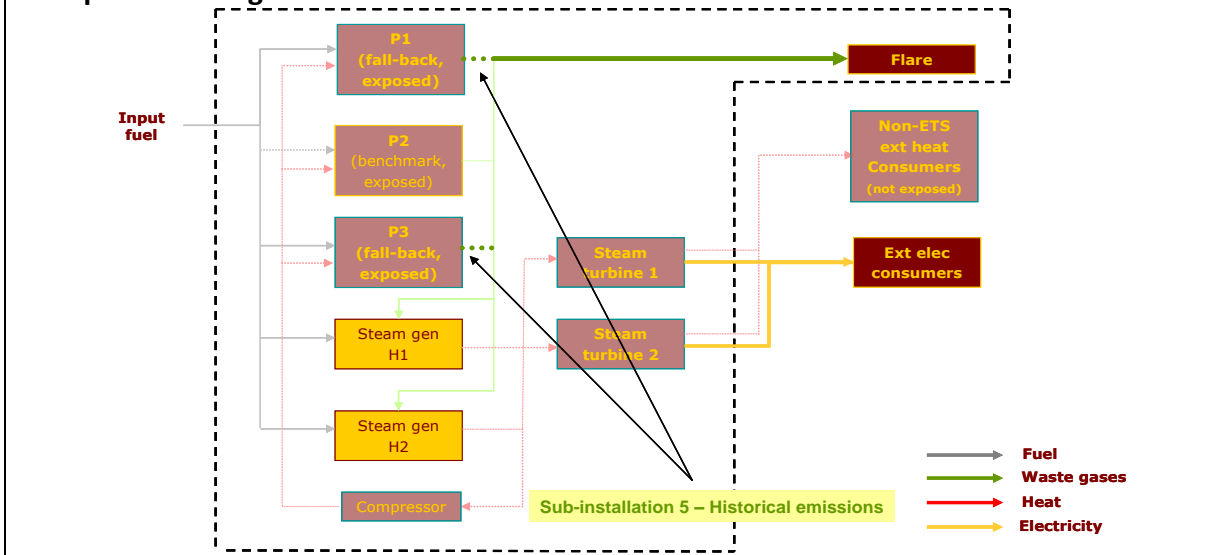 P1
(fall-back,
exposed)
Flare
Input
fuel
P2
(benchmark,
exposed)
Non-ETS
ext heat
Consumers
(not exposed)
P3
(fall-back,
exposed)
Steam
turbine 1
Ext elec
consumers
Steam gen
H1
Steam
turbine 2
Steam gen
H2
Compressor
Sub-installation 5 – Historical emissions
Fuel
Waste gases
Heat
Electricity